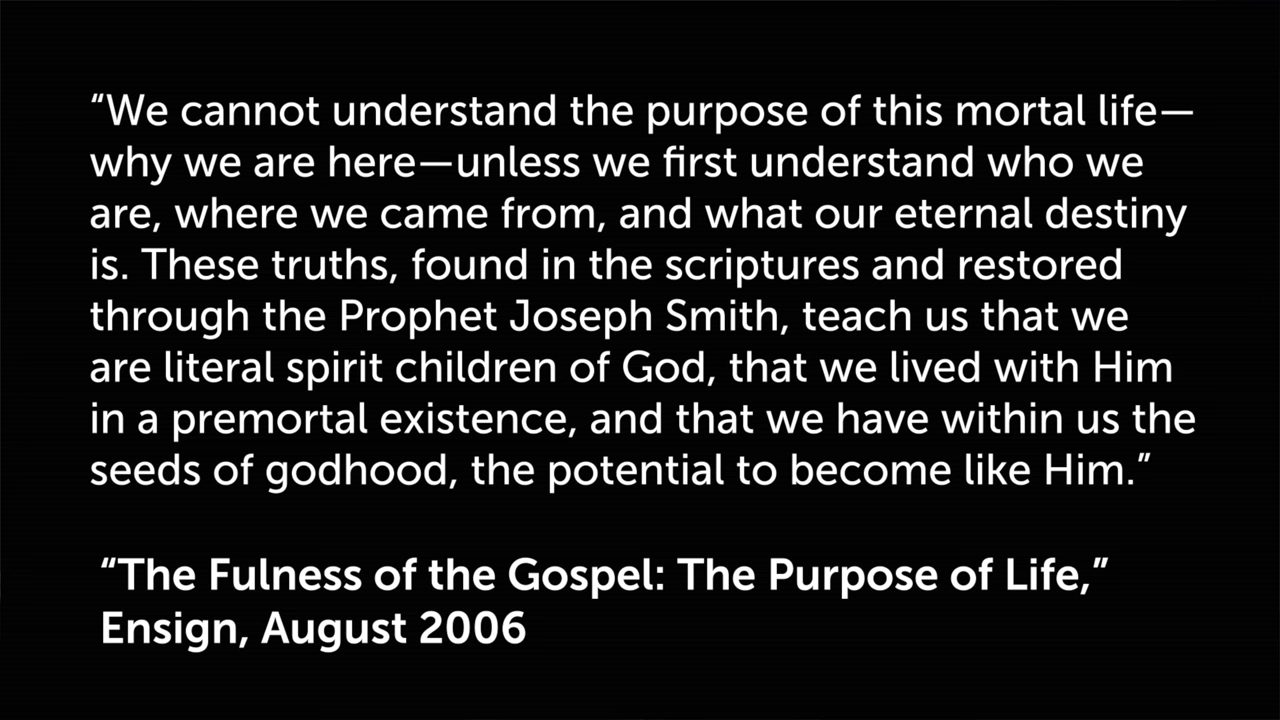 “We cannot understand the purpose of this mortal life—
why we are here—unless we first understand who we
are, where we came from, and what our eternal destiny
is. These truths, found in the scriptures and restored
through the Prophet Joseph Smith, teach us that we
are literal spirit children of God, that we lived with Him
in a premortal existence, and that we have within us the
seeds of godhood, the potential to become like Him.”
“The Fulness of the Gospel: The Purpose of Life,”
Ensign, August 2006